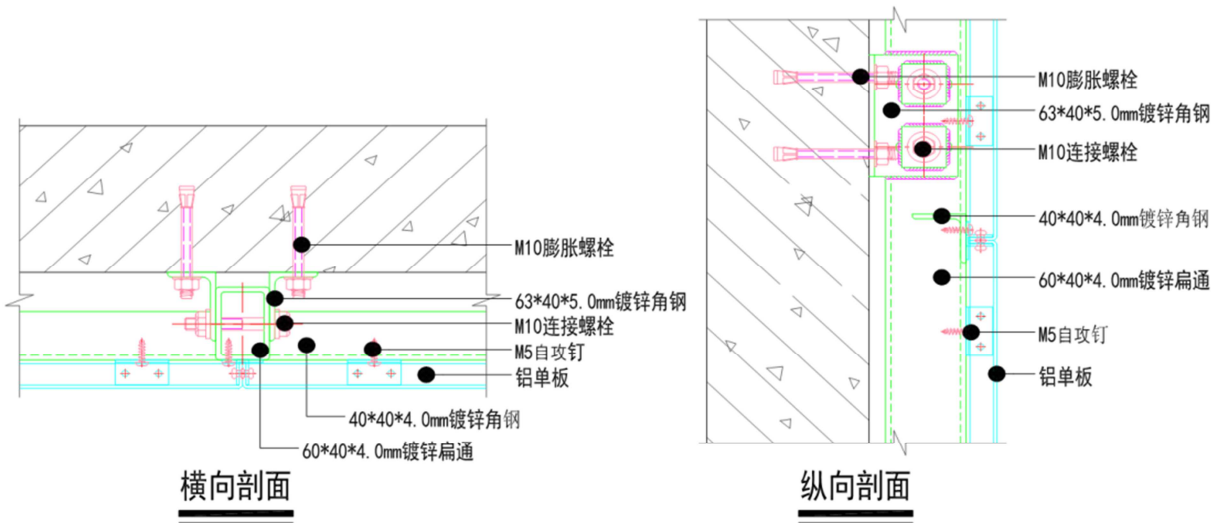 M10膨胀螺栓
63*40*5.0mm镀锌角钢
M10连接螺栓
M5自攻钉
铝单板
40*40*4.0mm镀锌角钢
60*40*4.0mm镀锌扁通
横向剖面
M10膨胀螺栓
63*40*5.0mm镀锌角钢
M10连接螺栓
40*40*4.0mm镀锌角钢
60*40*4.0mm镀锌扁通
M5自攻钉
铝单板
纵向剖面